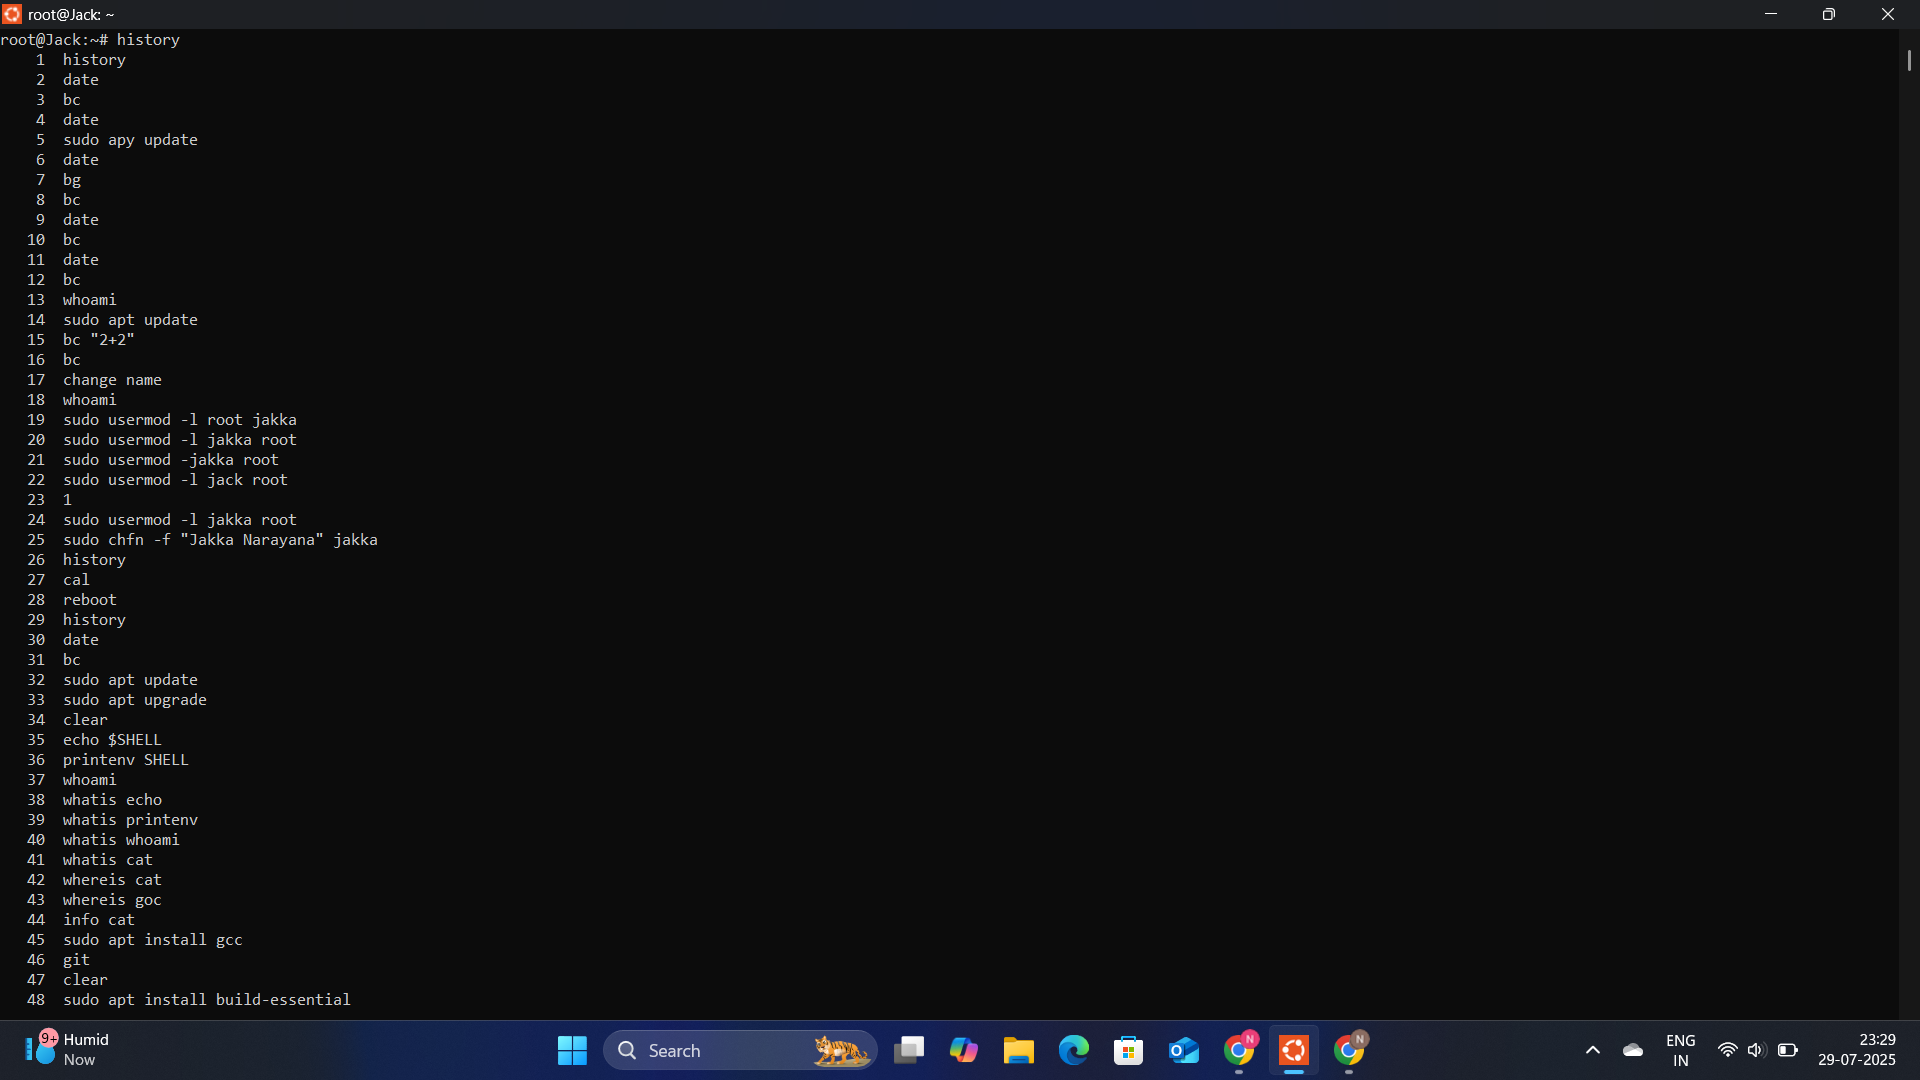 root@Jack: ~
root@Jack:~# history
1 history
2 date
3 bc
4 date
5 sudo apy update
6 date
7 bg
8 bc
9 date
10 bc
11 date
12 bc
13 whoami
14 sudo apt update
15 bc "2+2"
16 bc
17 change name
18 whoami
19 sudo usermod -l root jakka
20 sudo usermod -l jakka root
21 sudo usermod -jakka root
22 sudo usermod -l jack root
23 1
24 sudo usermod -l jakka root
25 sudo chfn -f "Jakka Narayana" jakka
26 history
27 cal
28 reboot
29 history
30 date
31 bc
32 sudo apt update
33 sudo apt upgrade
34 clear
35 echo $SHELL
36 printenv SHELL
37 whoami
38 whatis echo
39 whatis printenv
40 whatis whoami
41 whatis cat
42 whereis cat
43 whereis goc
44 info cat
45 sudo apt install gcc
46 git
47 clear
48 sudo apt install build-essential
9+ Humid
Now
Search
N
N
ENG
IN
23:29
29-07-2025